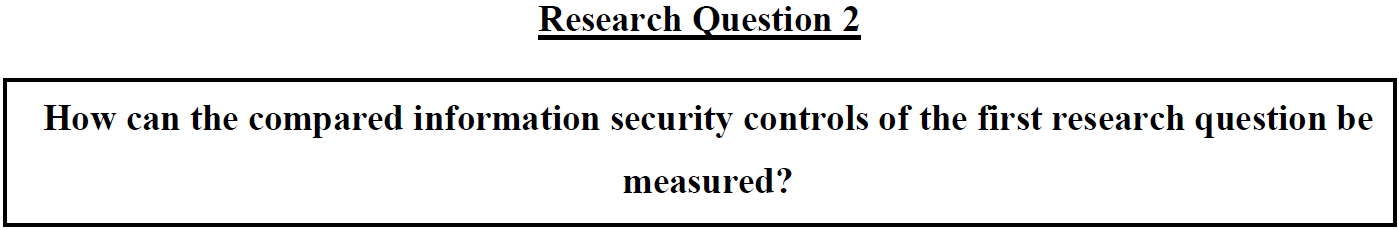 Research Question 2
How can the compared information security controls of the first research question be
measured?